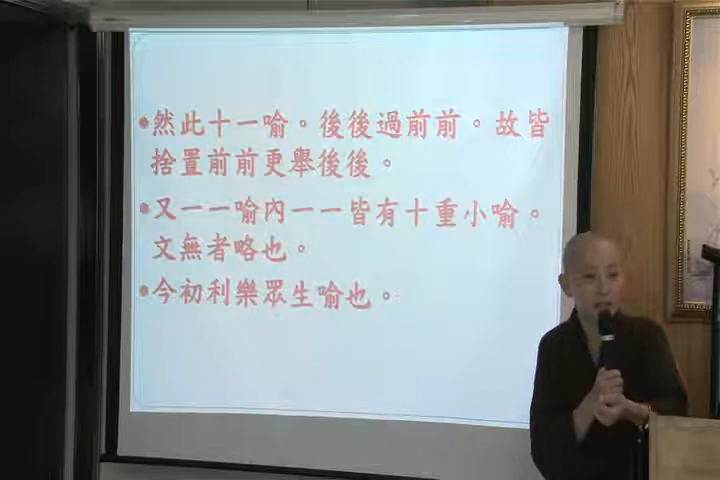 •然此十一喻。後後過前前。故皆
捨置前前更舉後後。
•又一一喻內一一皆有十重小喻。
文無者略也。
•今初利樂眾生喻也。